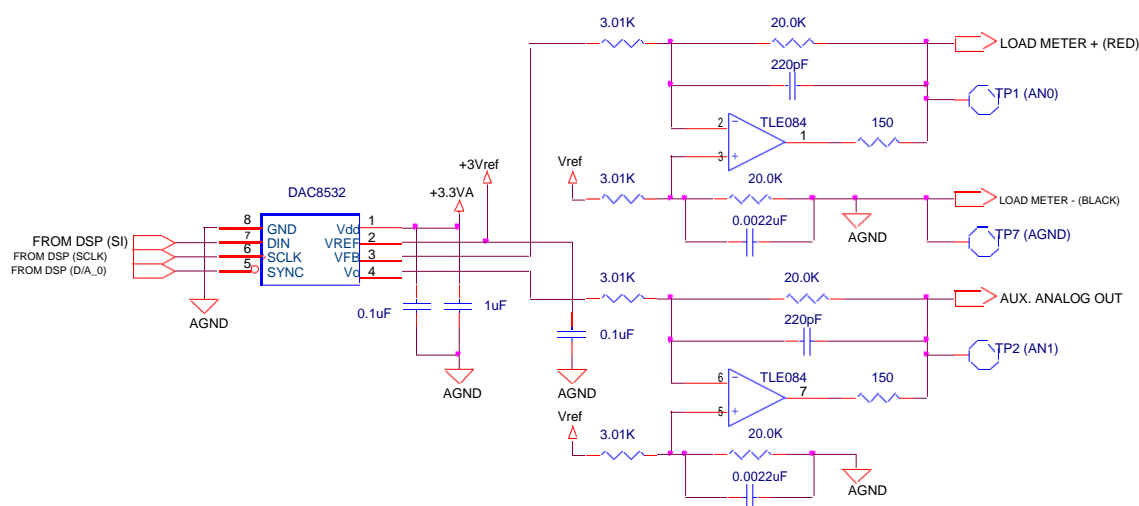 3.01K
20.0K
LOAD METER + (RED)
220pF
TP1 (AN0)
TLE084
2
1
150
3
+3Vref
Vref
3.01K
20.0K
+3.3VA
DAC8532
LOAD METER - (BLACK)
0.0022uF
AGND
TP7 (AGND)
8 GND Vdd 1
FROM DSP (SI) 7 DIN VREF 2
FROM DSP (SCLK) 6 SCLK VFB 3
FROM DSP (D/A_0) 5 SYNC Vo 4
3.01K
20.0K
AUX. ANALOG OUT
0.1uF
1uF
220pF
AGND
0.1uF
TP2 (AN1)
TLE084
6
7
150
5
AGND
AGND
Vref
3.01K
20.0K
0.0022uF
AGND